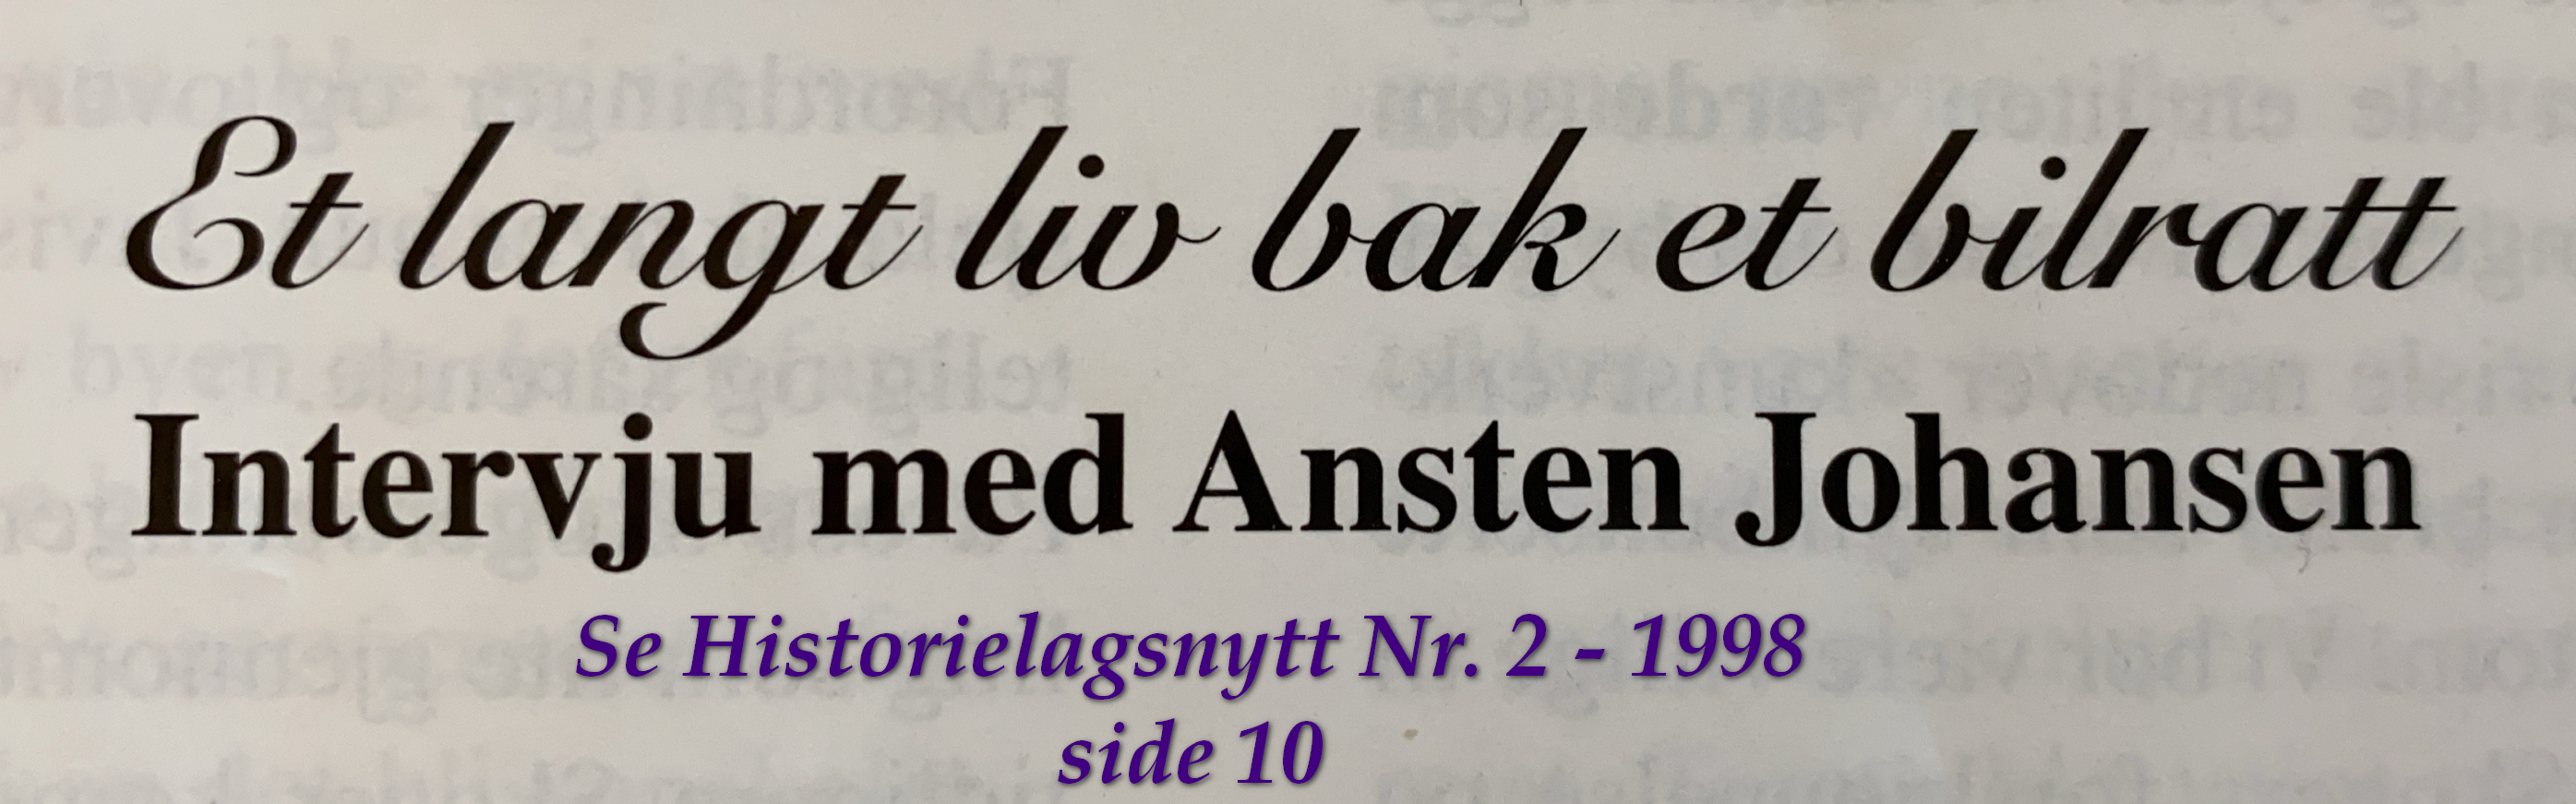 Et langt liv bak et bilratt
Intervju med Ansten Johansen
Se Historielagsnytt Nr. 2 - 1998
side 10